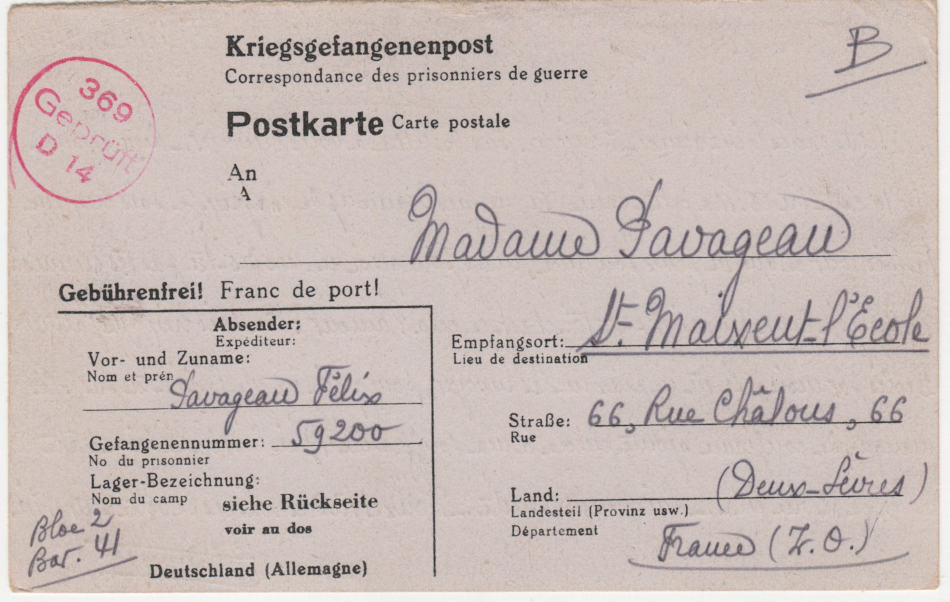 Kriegsgefangenenpost
Correspondance des prisonniers de guerre
B
369
Geprüft
D 14
Postkarte Carte postale
An
A
Madame Savageau
Gebührenfrei! Franc de port!
Absender:
Expéditeur:
Vor- und Zuname:
Nom et prén
Savageau Félix
Gefangenennummer: 59200
No du prisonnier
Lager-Bezeichnung:
Nom du camp
siehe Rückseite
voir au dos
Bloc 2
Bar. 41
Deutschland (Allemagne)
Empfangsort: St. Maixent-l'Ecole
Lieu de destination
Straße: 66, Rue Châlons, 66
Rue
Land: (Deux-Sèvres)
Landesteil (Provinz usw.)
Département
France (Z.O.)